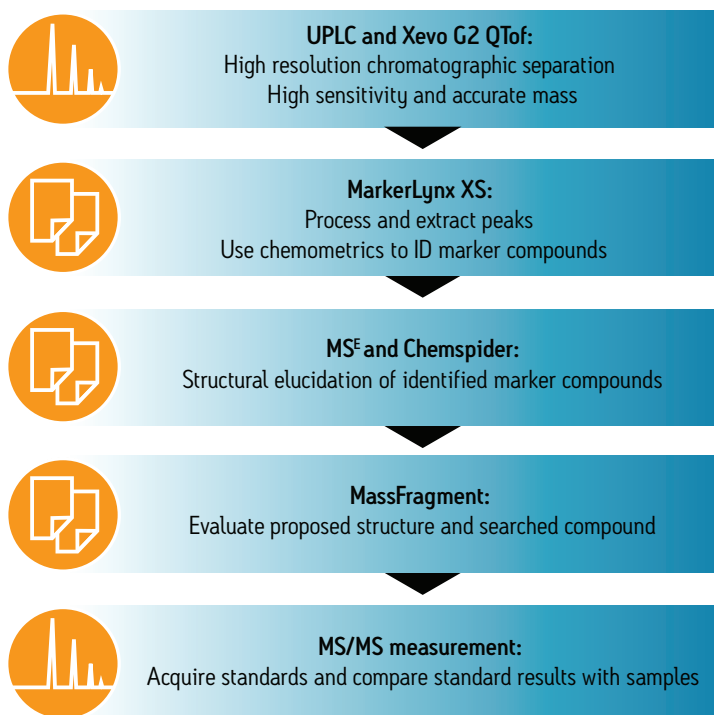 UPLC and Xevo G2 QTof:
High resolution chromatographic separation
High sensitivity and accurate mass
MarkerLynx XS:
Process and extract peaks
Use chemometrics to ID marker compounds
MSᴱ and Chemspider:
Structural elucidation of identified marker compounds
MassFragment:
Evaluate proposed structure and searched compound
MS/MS measurement:
Acquire standards and compare standard results with samples